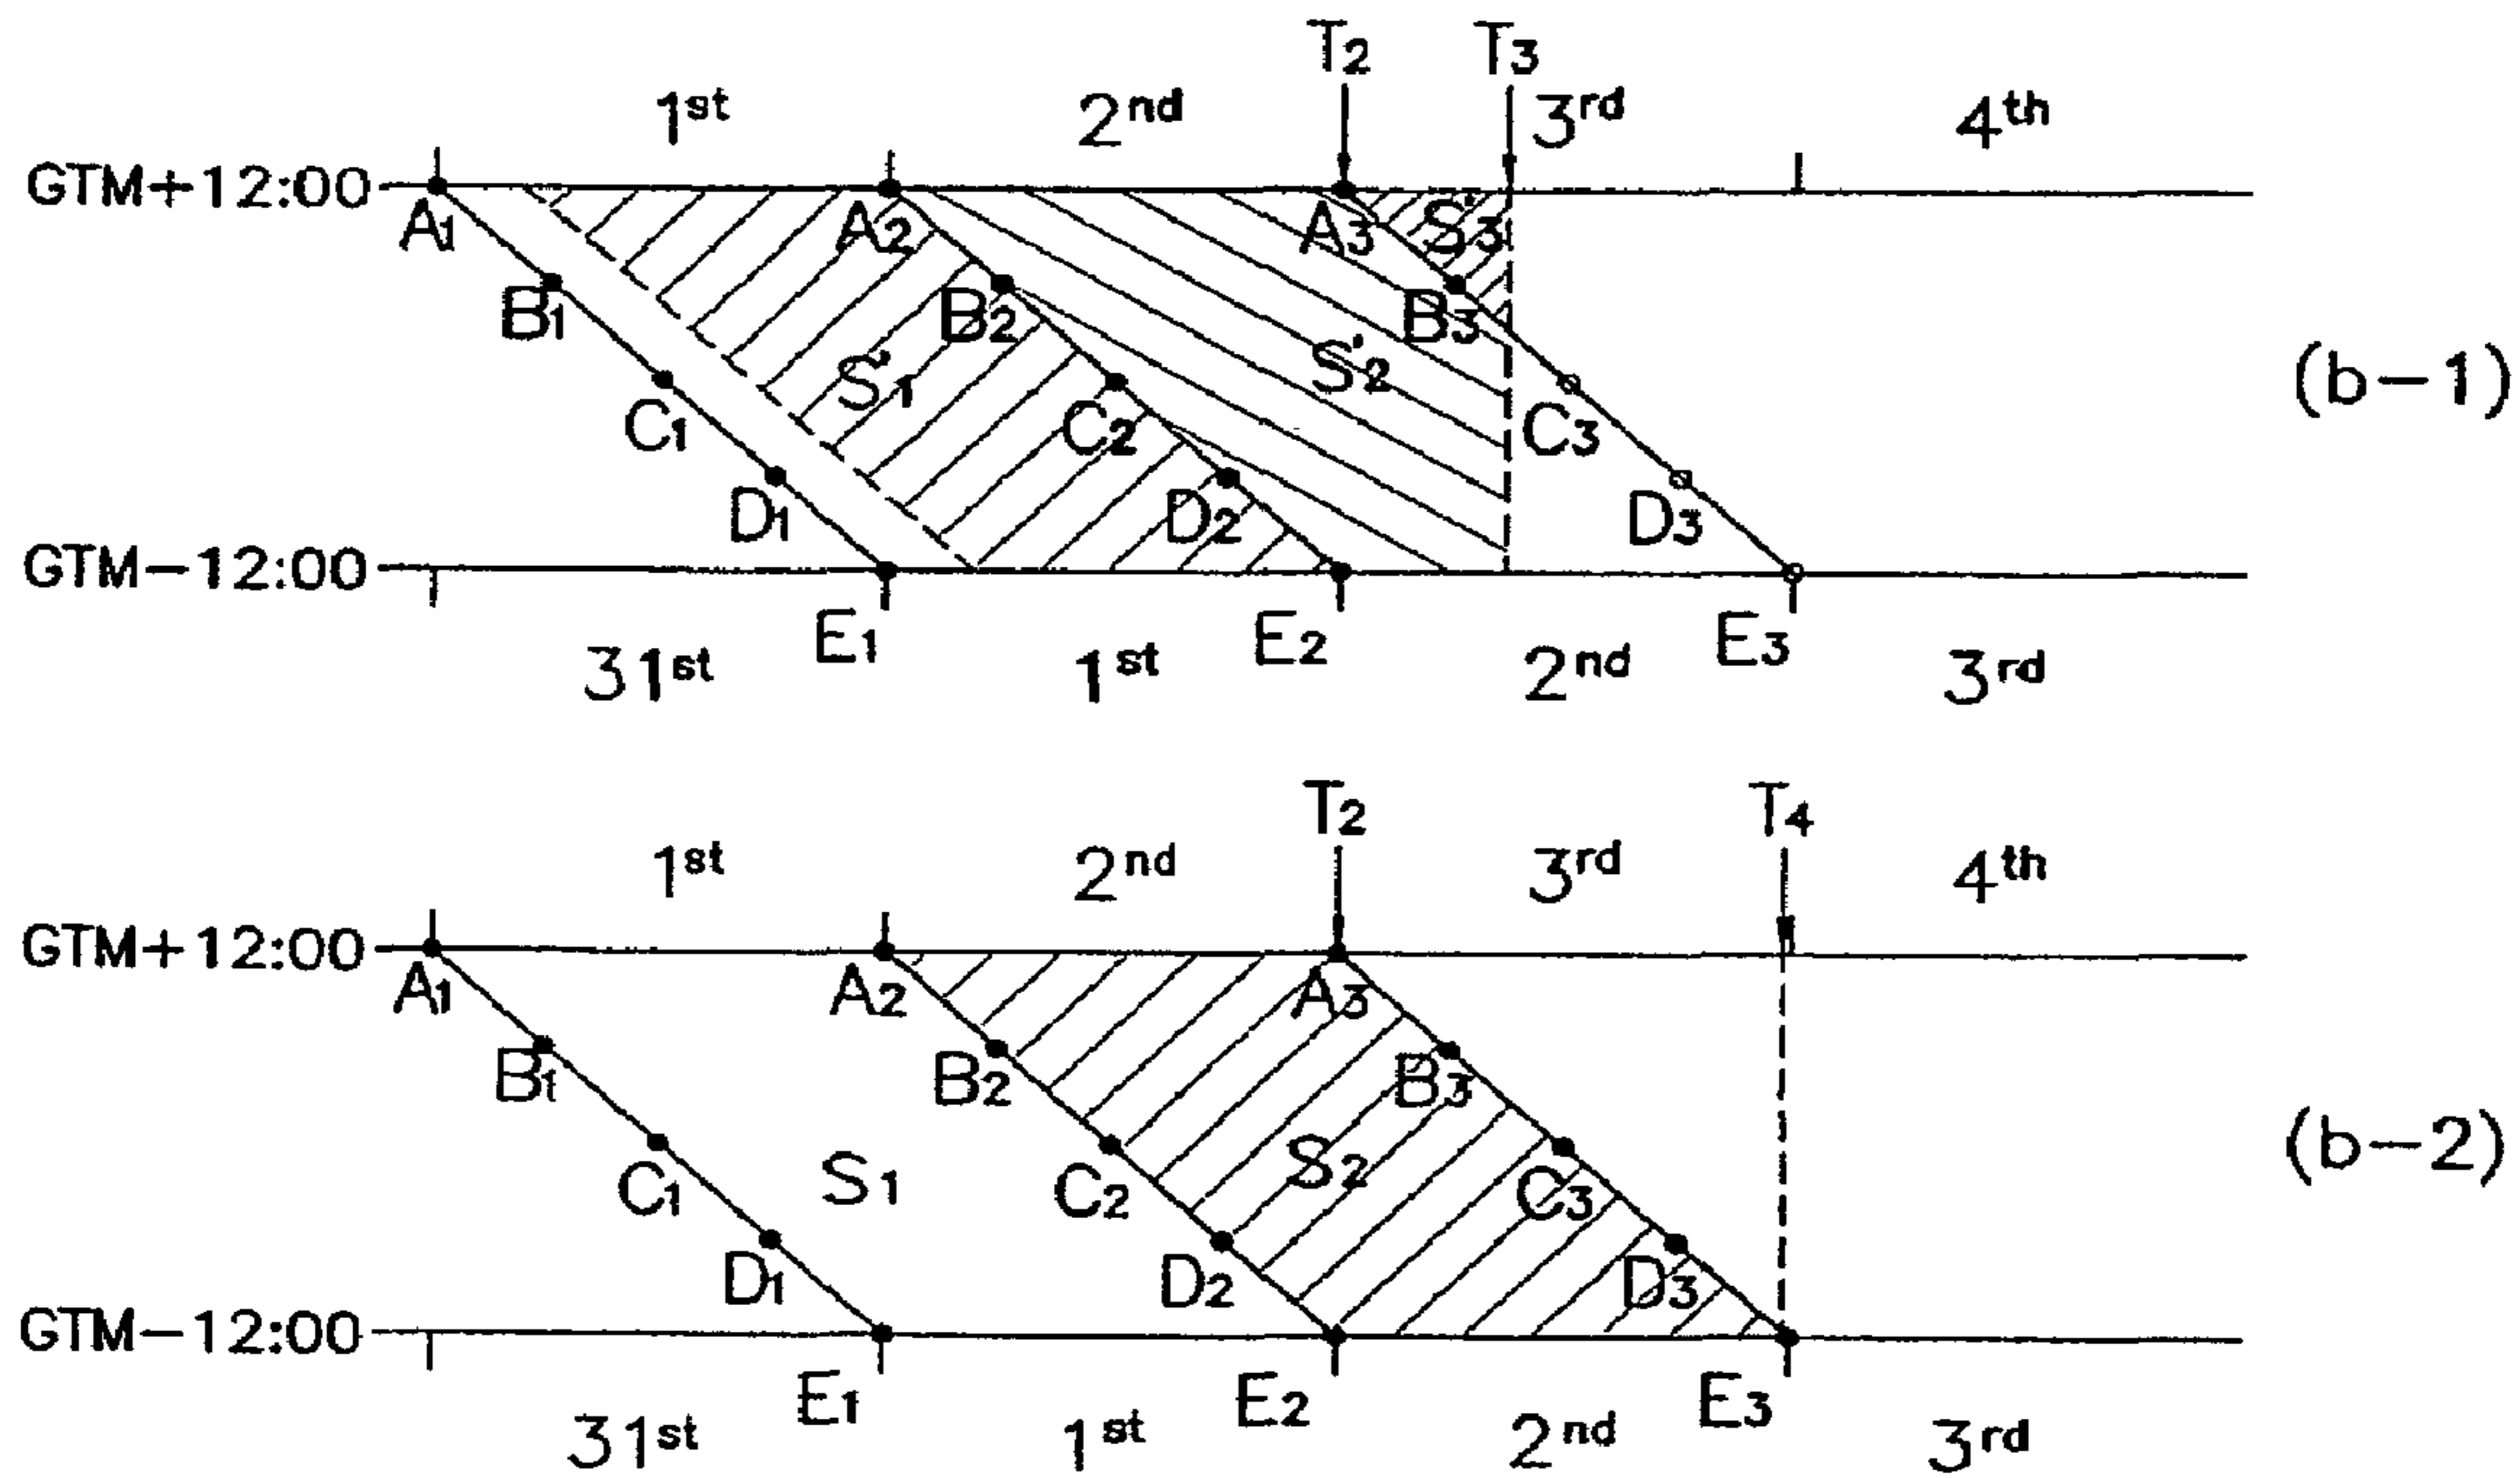 T2 T3
1st 2nd 3rd 4th
GTM+12:00
A1 A2 A3 S'3
B1 B2 B3
S'1 S'2 (b-1)
C1 C2 C3
D1 D2 D3
GTM-12:00
E1 E2 E3
31st 1st 2nd 3rd
T2 T4
1st 2nd 3rd 4th
GTM+12:00
A1 A2 A3
B1 B2 B3
(b-2)
C1 S1 C2 S2 C3
D1 D2 D3
GTM-12:00
E1 E2 E3
31st 1st 2nd 3rd